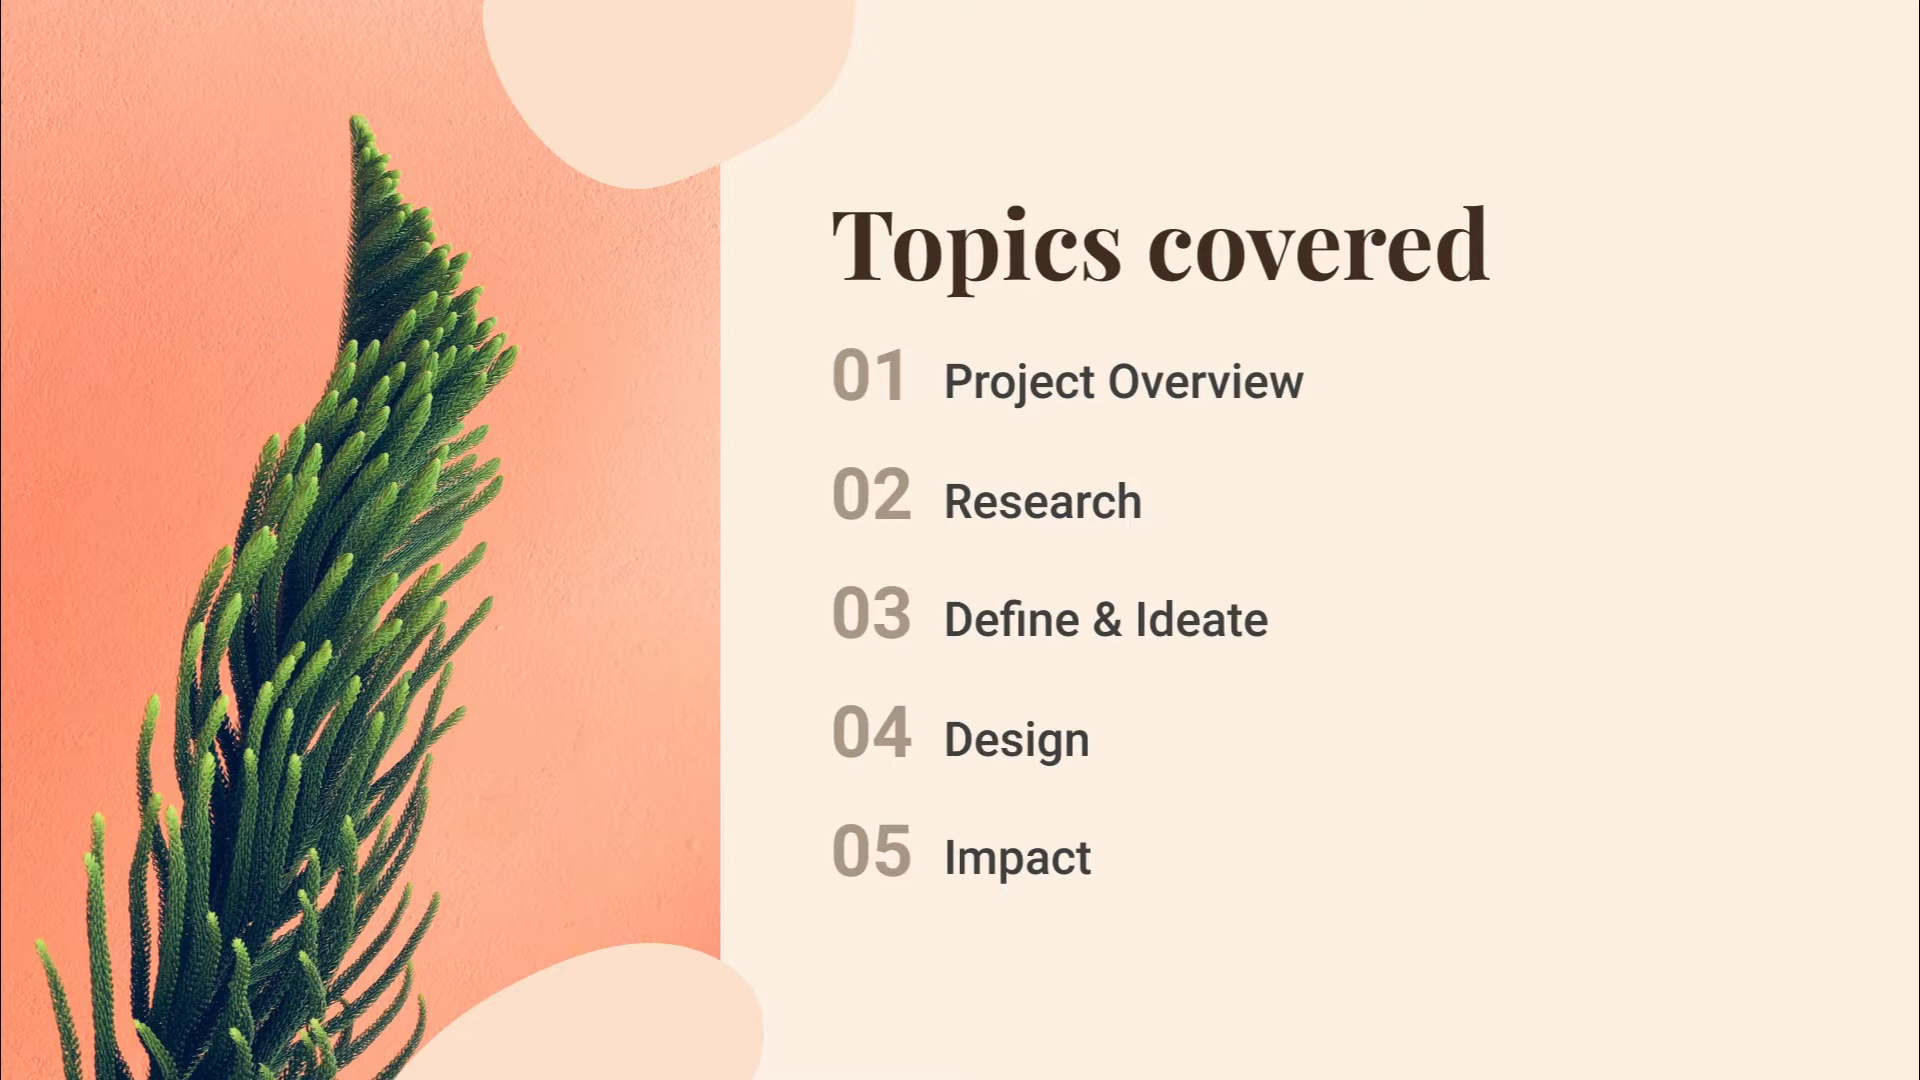 Topics covered
01 Project Overview
02 Research
03 Define & Ideate
04 Design
05 Impact